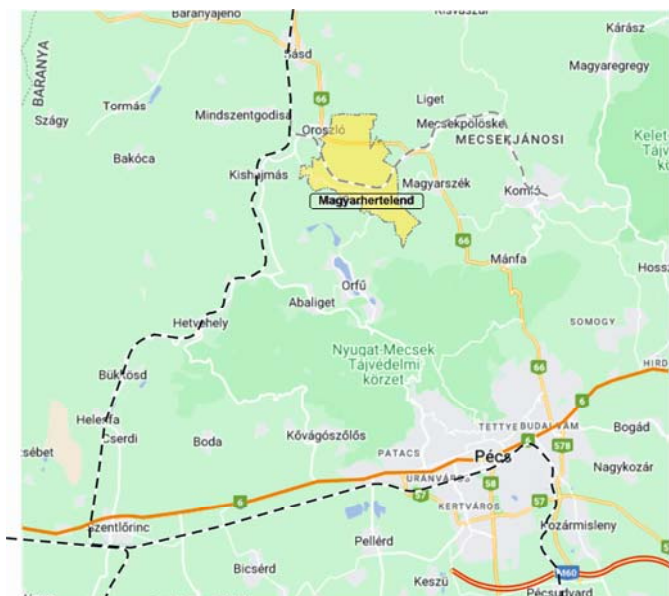 Baranyajenő
Kárász
BARANYA
Sásd
Magyaregregy
66
Tormás
Liget
Szágy
Mindszentgodisa
Oroszló
Mecsekpölöske
MECSEKJÁNOSI
Bakóca
Kishajmás
Magyarszék
Komló
Magyarhertelend
66
Mánfa
Orfű
Abaliget
SOMOGY
Hetvehely
Nyugat-Mecsek
Tájvédelmi
körzet
66
Bükkösd
6
Helesfa
Cserdi
Boda
Kővágószőlős
TETTYE
BUDAI VÁM
Bogád
PATACS
6
578
Pécs
Nagykozár
URÁNVÁROS
57
58
57
6
KERTVÁROS
Szentlőrinc
Kozármisleny
Pellérd
Bicsérd
Keszü
M60
Pécsudvard